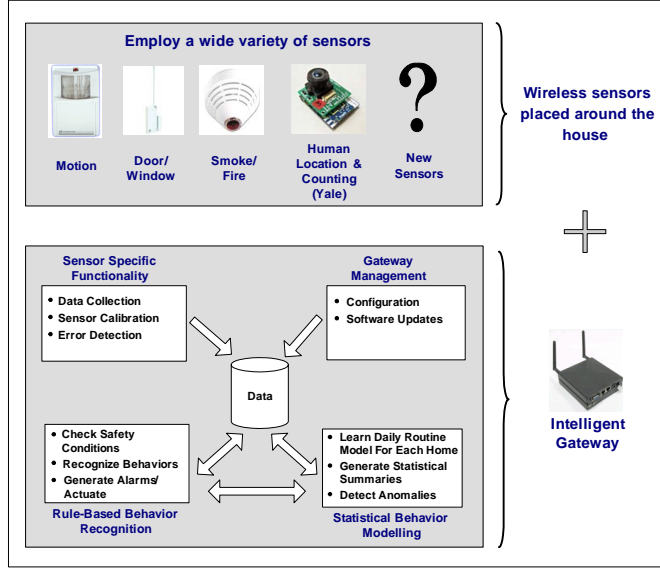 Employ a wide variety of sensors
Motion
Door/
Window
Smoke/
Fire
Human
Location &
Counting
(Yale)
?
New
Sensors
Wireless sensors
placed around the
house
Sensor Specific
Functionality
• Data Collection
• Sensor Calibration
• Error Detection
Gateway
Management
• Configuration
• Software Updates
Data
• Check Safety
Conditions
• Recognize Behaviors
• Generate Alarms/
Actuate
Rule-Based Behavior
Recognition
• Learn Daily Routine
Model For Each Home
• Generate Statistical
Summaries
• Detect Anomalies
Statistical Behavior
Modelling
Intelligent
Gateway